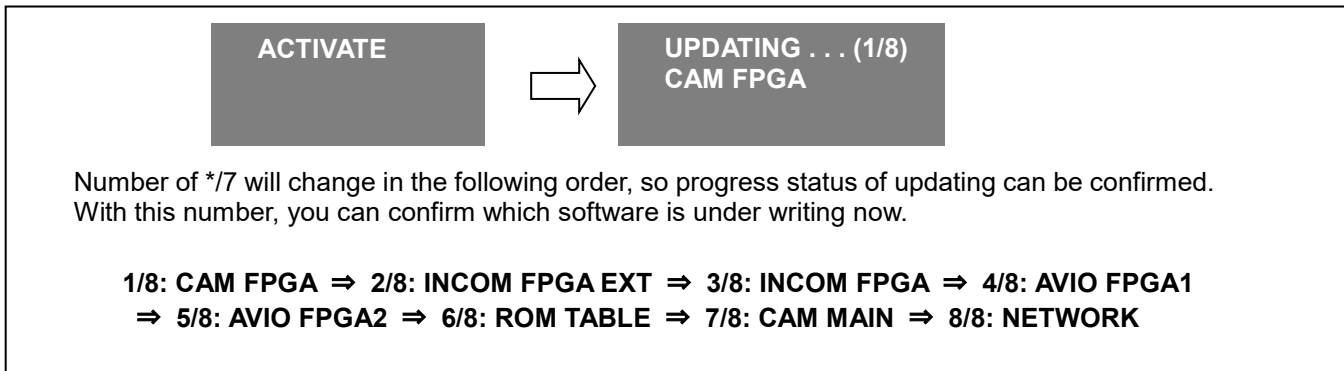 ACTIVATE
UPDATING . . . (1/8)
CAM FPGA
Number of */7 will change in the following order, so progress status of updating can be confirmed.
With this number, you can confirm which software is under writing now.
1/8: CAM FPGA ⇒ 2/8: INCOM FPGA EXT ⇒ 3/8: INCOM FPGA ⇒ 4/8: AVIO FPGA1
⇒ 5/8: AVIO FPGA2 ⇒ 6/8: ROM TABLE ⇒ 7/8: CAM MAIN ⇒ 8/8: NETWORK